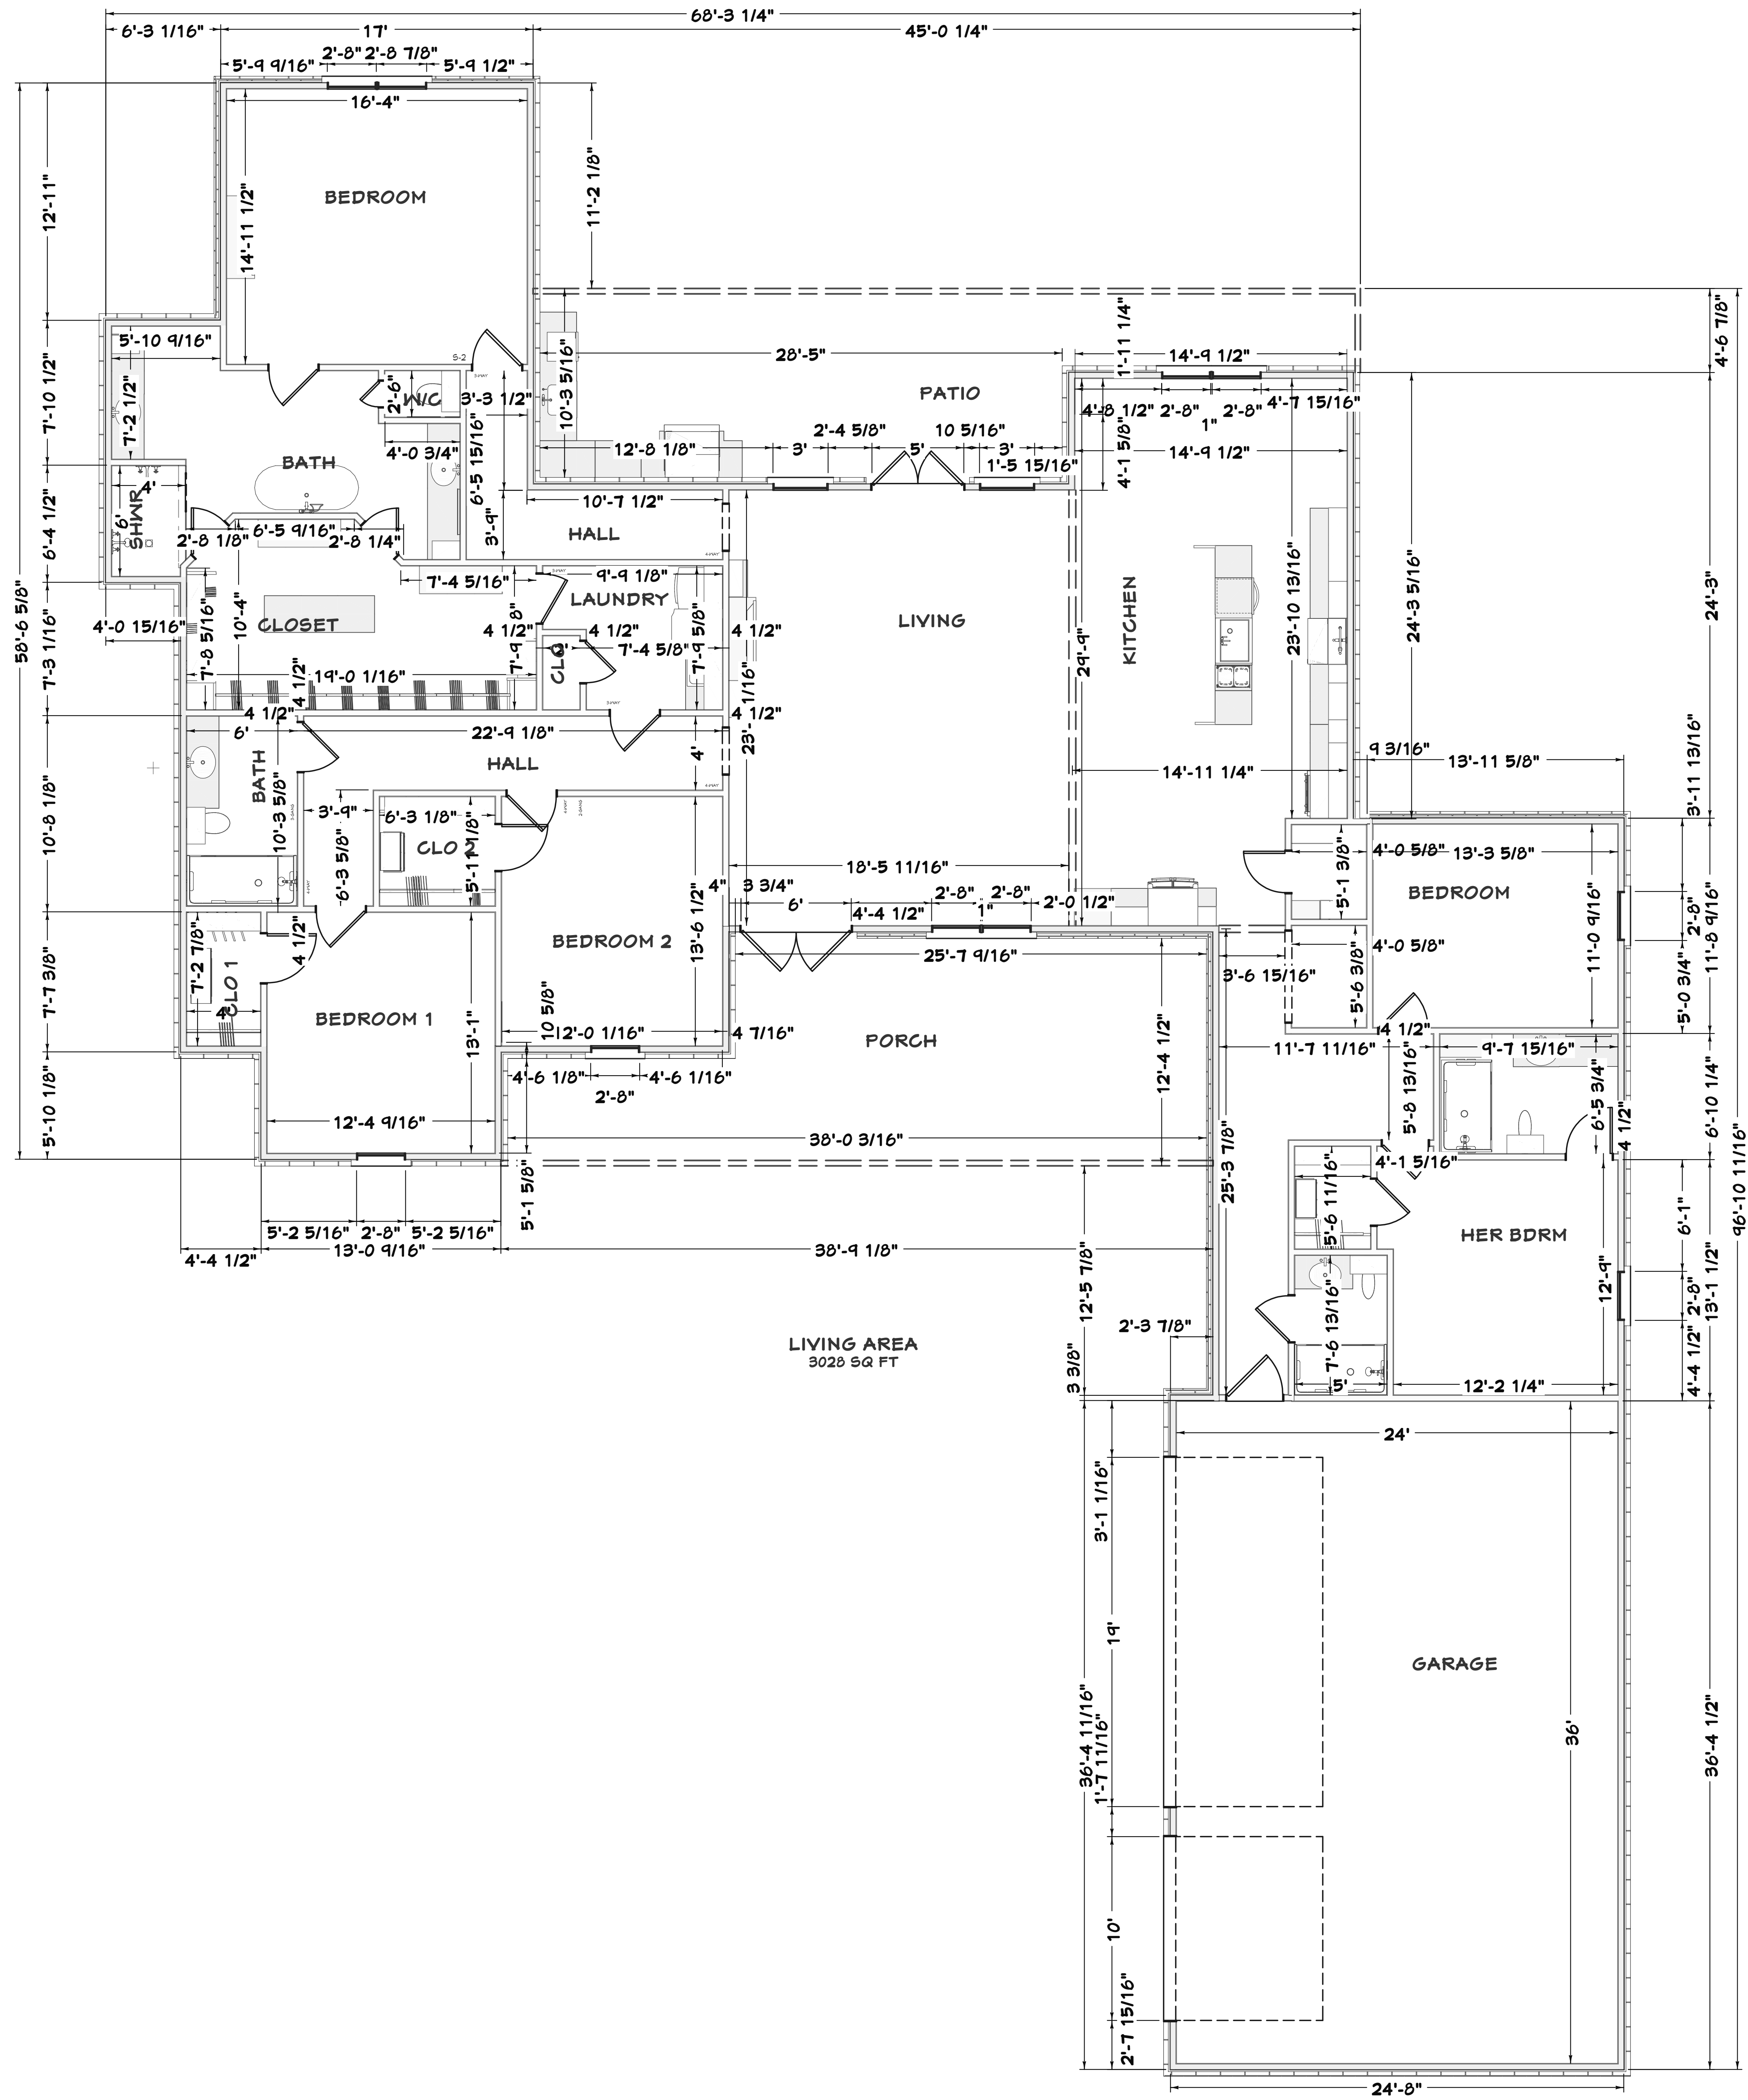 68'-3 1/4"
6'-3 1/16" 17' 45'-0 1/4"
2'-8" 2'-8 7/8"
5'-9 9/16" 5'-9 1/2"
16'-4"
12'-11"
14'-11 1/2"
BEDROOM
11'-2 1/8"
S-2
5'-10 9/16"
7'-2 1/2"
7'-10 1/2"
W/C
2'-6"
3'-3 1/2"
10'-3 5/16"
28'-5"
1'-11 1/4"
14'-9 1/2"
4'-6 7/8"
PATIO
4'-8 1/2" 2'-8" 2'-8" 4'-7 15/16"
1"
4'-1 5/8"
14'-9 1/2"
BATH
4'-0 3/4"
6'-5 15/16"
12'-8 1/8" 3' 2'-4 5/8" 5' 10 5/16" 3'
1'-5 15/16"
4'
SHWR
6'
6'-4 1/2"
2'-8 1/8" 6'-5 9/16" 2'-8 1/4"
10'-7 1/2"
3'-9"
HALL
58'-6 5/8"
7'-3 1/16"
7'-4 5/16"
9'-9 1/8"
LAUNDRY
LIVING
KITCHEN
23'-10 13/16"
24'-3 5/16"
24'-3"
4'-0 15/16"
7'-8 5/16"
10'-4"
CLOSET
4 1/2" 4 1/2" 4 1/2"
CLO
7'-4 5/8"
7'-9 5/8"
29'-9"
19'-0 1/16"
4 1/2"
4 1/2"
4 1/2"
6' 22'-9 1/8"
4'
BATH
HALL
10'-3 5/8"
10'-8 1/8"
14'-11 1/4"
9 3/16"
13'-11 5/8"
3'-11 13/16"
3'-9"
6'-3 1/8"
CLO 2
5'-11 1/8"
6'-3 5/8"
18'-5 11/16"
4'-0 5/8" 13'-3 5/8"
5'-1 3/8"
BEDROOM
4" 3 3/4"
6'
4'-4 1/2" 2'-8" 2'-8" 2'-0 1/2"
1"
2'-8"
11'-8 9/16"
11'-0 9/16"
4 1/2"
7'-2 7/8"
7'-7 3/8"
BEDROOM 2
13'-6 1/2"
25'-7 9/16"
4'-0 5/8"
3'-6 15/16"
5'-6 3/8"
5'-0 3/4"
CLO 1
4'
BEDROOM 1
13'-1"
10 5/8"
12'-0 1/16"
4 7/16"
PORCH
12'-4 1/2"
4 1/2"
11'-7 11/16" 9'-7 15/16"
5'-10 1/8"
4'-6 1/8" 4'-6 1/16"
2'-8"
5'-8 13/16"
6'-5 3/4"
6'-10 1/4"
4 1/2"
12'-4 9/16"
38'-0 3/16"
25'-3 7/8"
4'-1 5/16"
96'-10 11/16"
5'-1 5/8"
5'-6 11/16"
6'-1"
5'-2 5/16" 2'-8" 5'-2 5/16"
4'-4 1/2" 13'-0 9/16" 38'-9 1/8"
HER BDRM
12'-5 7/8"
12'-9"
2'-8"
13'-1 1/2"
2'-3 7/8"
7'-6 13/16"
LIVING AREA
3028 SQ FT
3 3/8"
5'
12'-2 1/4"
4'-4 1/2"
24'
3'-1 1/16"
19'
GARAGE
36'
36'-4 11/16"
1'-7 11/16"
36'-4 1/2"
10'
2'-7 15/16"
24'-8"